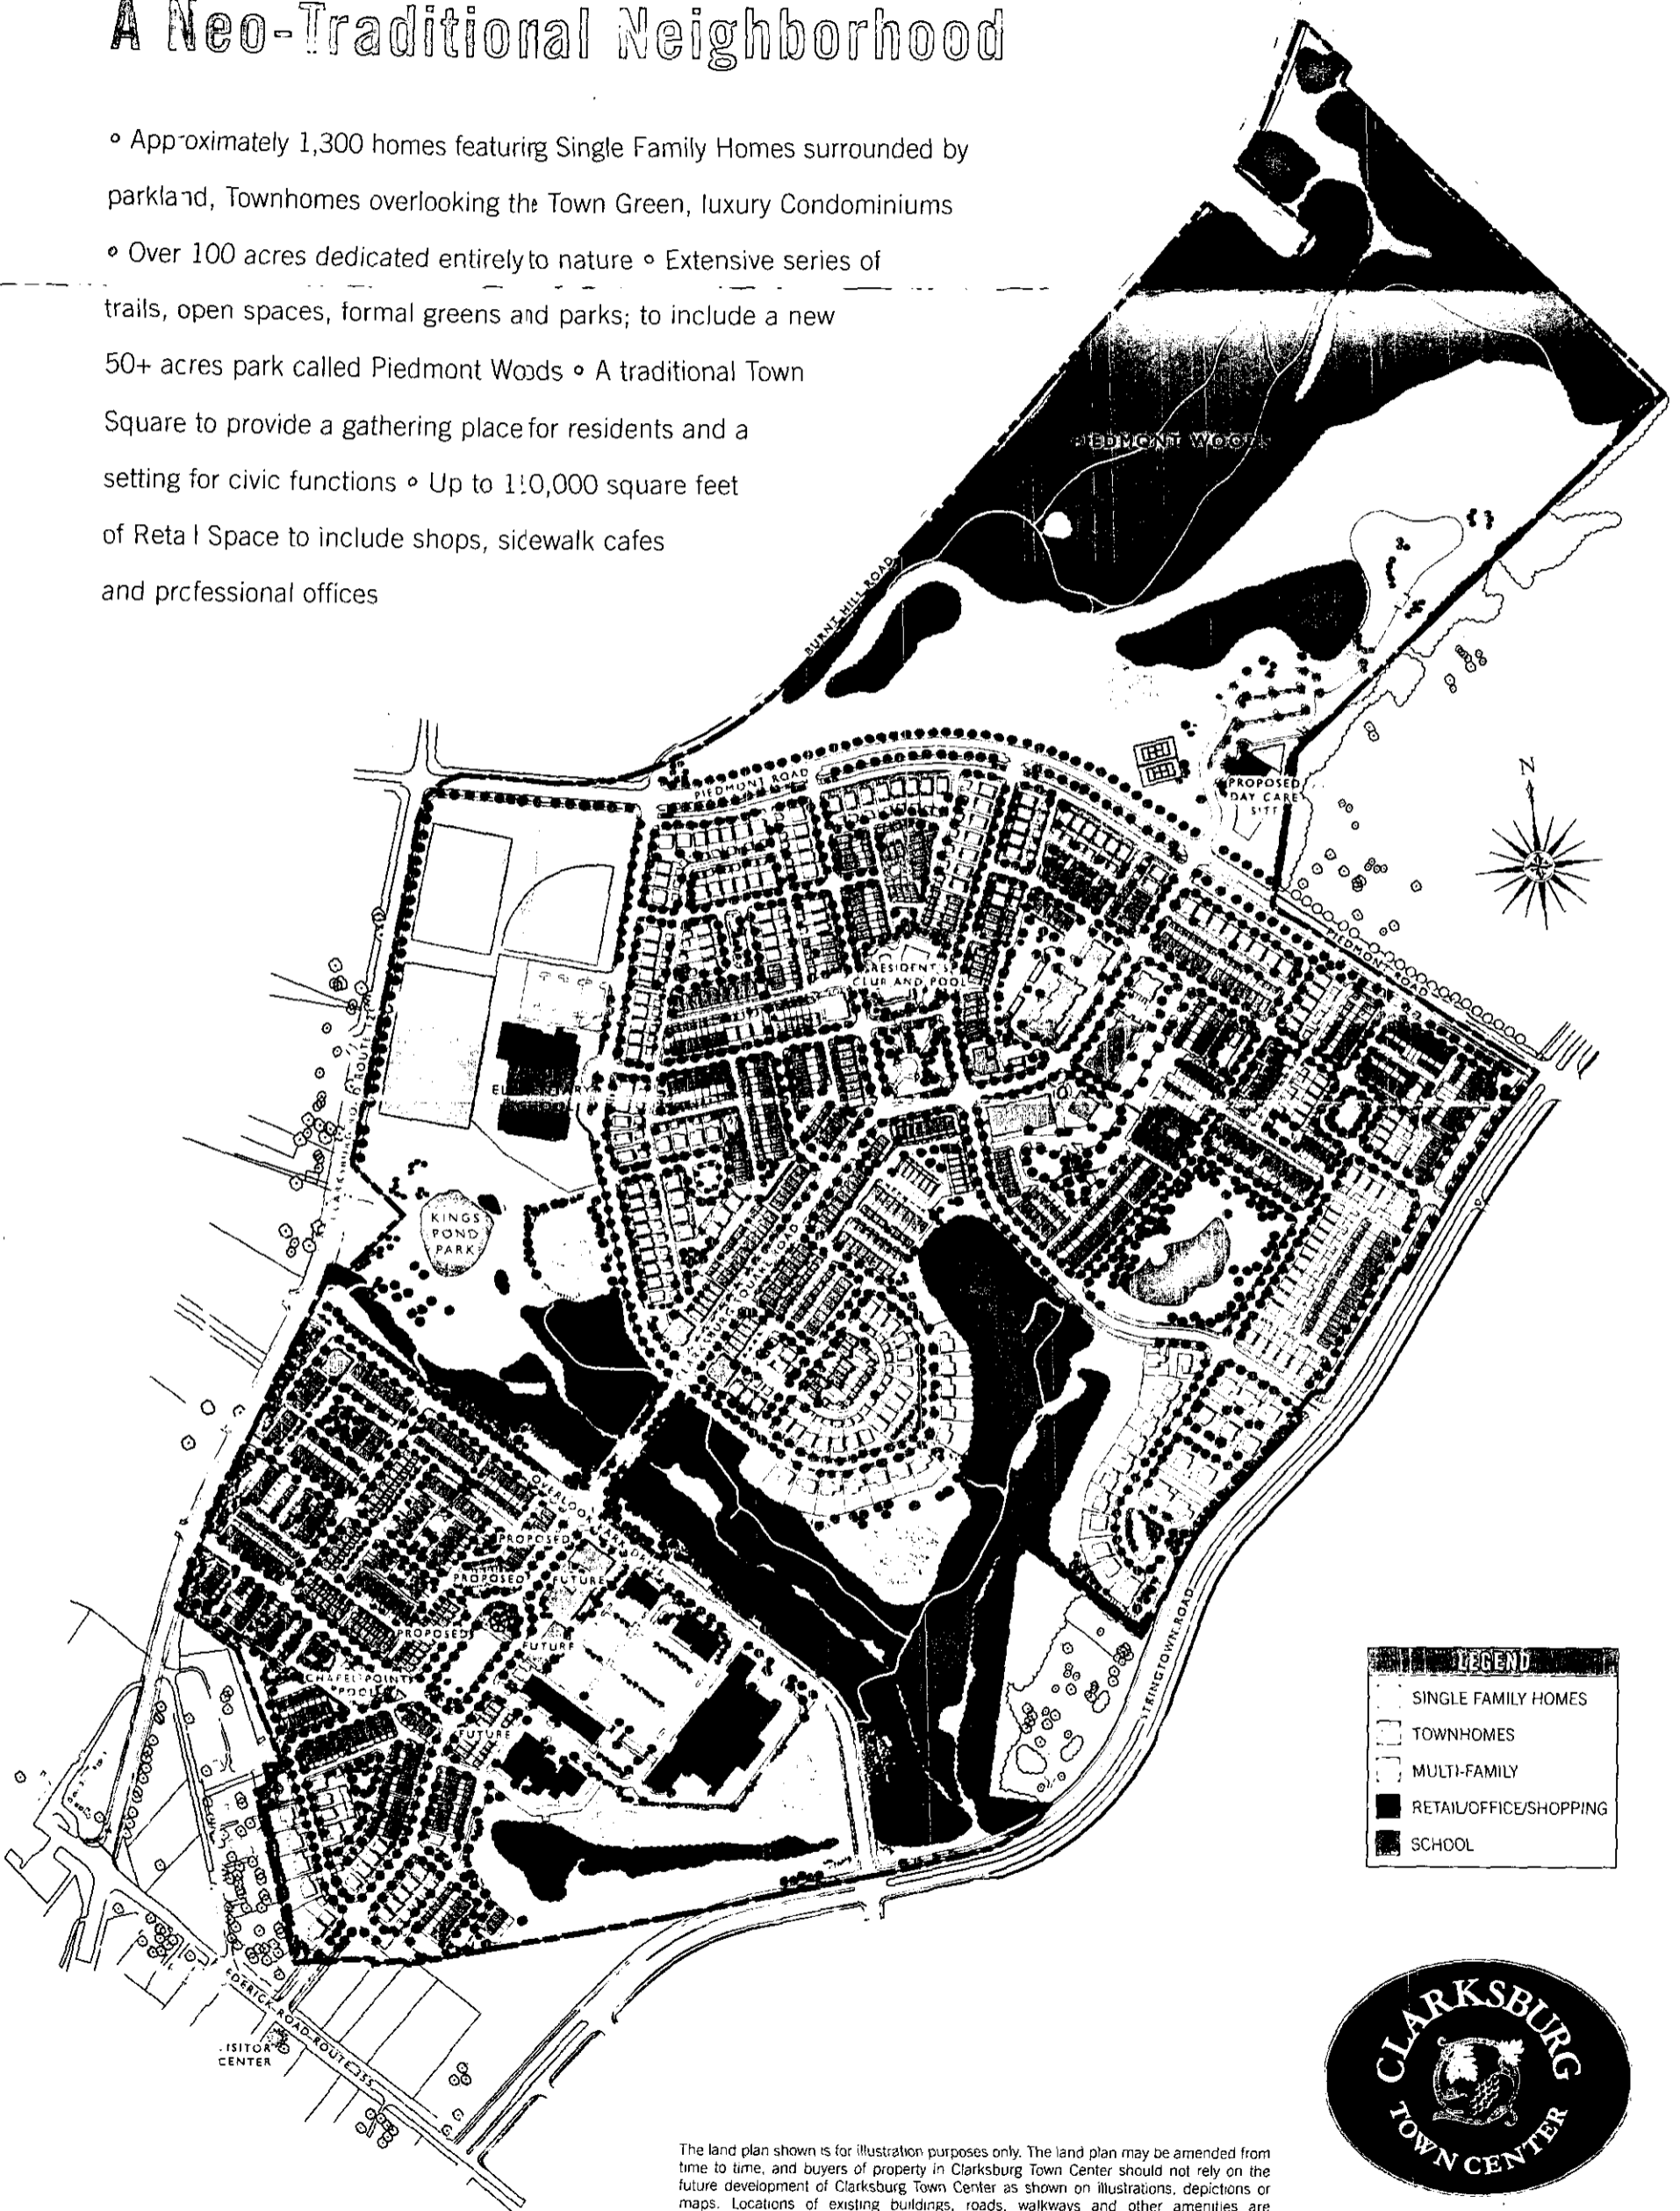 A Neo-Traditional Neighborhood
° Approximately 1,300 homes featuring Single Family Homes surrounded by
parkland, Townhomes overlooking the Town Green, luxury Condominiums
° Over 100 acres dedicated entirely to nature ° Extensive series of
trails, open spaces, formal greens and parks; to include a new
50+ acres park called Piedmont Woods ° A traditional Town
Square to provide a gathering place for residents and a
setting for civic functions ° Up to square feet
of Retail Space to include shops, sidewalk cafes
and professional offices
PIEDMONT WOODS
BURNT HILL ROAD
PIEDMONT ROAD
PROPOSED
DAY CARE
SITE
N
PIEDMONT ROAD
RESIDENT'S
CLUB AND POOL
KINGS
POND
PARK
OVERLOOK PARK DRIVE
PROPOSED
PROPOSED
FUTURE
PROPOSED
FUTURE
CHAPEL POINT
POOL
FUTURE
STRINGTOWN ROAD
LEGEND
SINGLE FAMILY HOMES
TOWNHOMES
MULTI-FAMILY
RETAIL/OFFICE/SHOPPING
SCHOOL
EDERICK ROAD-ROUTE 355
ISITOR
CENTER
CLARKSBURG
TOWN CENTER
The land plan shown is for illustration purposes only. The land plan may be amended from
time to time, and buyers of property in Clarksburg Town Center should not rely on the
future development of Clarksburg Town Center as shown on illustrations, depictions or
maps. Locations of existing buildings, roads, walkways and other amenities are